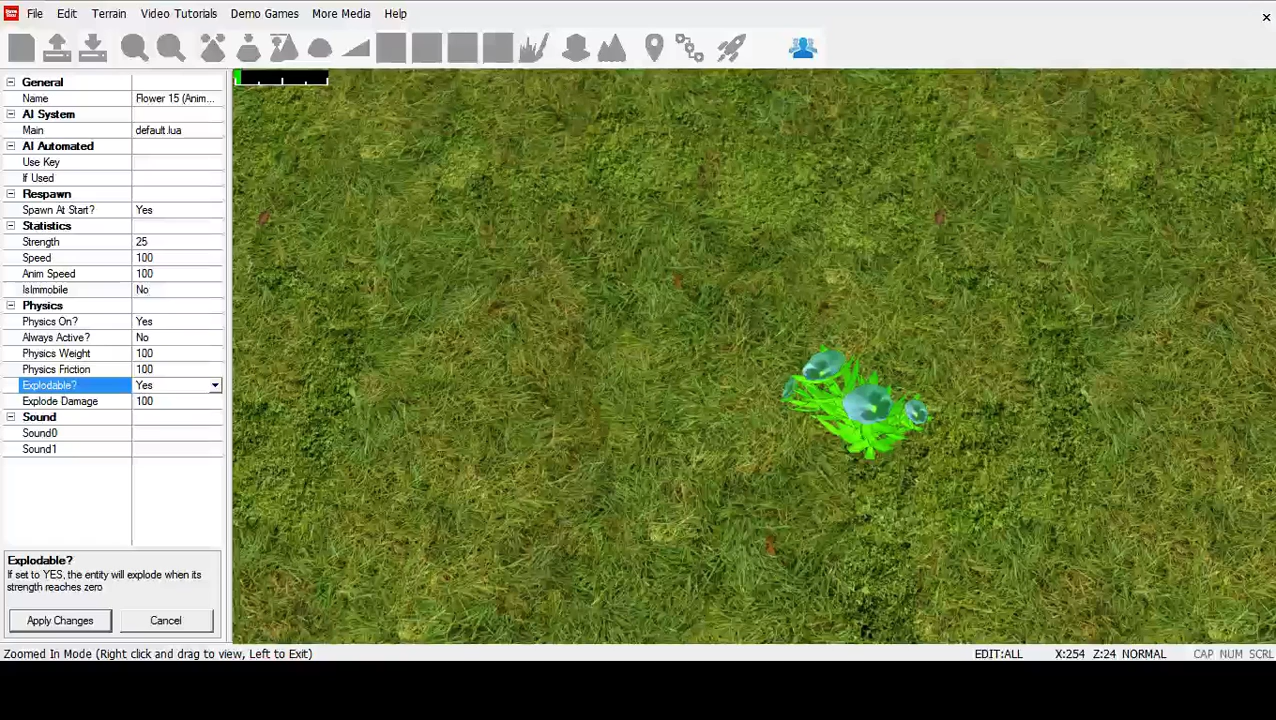 File Edit Terrain Video Tutorials Demo Games More Media Help
General
Name Flower 15 (Anim...
AI System
Main default.lua
AI Automated
Use Key
If Used
Respawn
Spawn At Start? Yes
Statistics
Strength 25
Speed 100
Anim Speed 100
IsImmobile No
Physics
Physics On? Yes
Always Active? No
Physics Weight 100
Physics Friction 100
Explodable? Yes
Explode Damage 100
Sound
Sound0
Sound1
Explodable?
If set to YES, the entity will explode when its
strength reaches zero
Apply Changes Cancel
Zoomed In Mode (Right click and drag to view, Left to Exit) EDIT:ALL X:254 Z:24 NORMAL CAP NUM SCRL